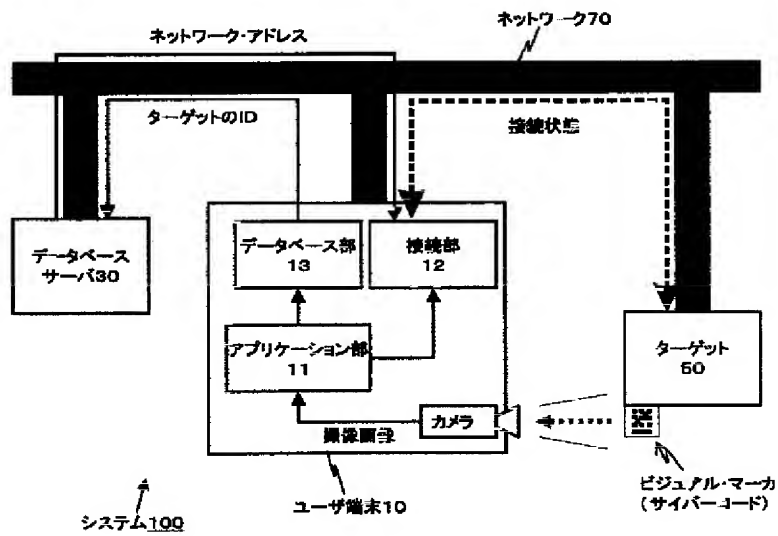 ネットワーク・アドレス
ネットワーク70
ターゲットのID
接続状態
データベース
サーバ30
データベース部
13
接続部
12
アプリケーション部
11
ターゲット
50
カメラ
撮像画像
ビジュアル・マーカ
(サイバーコード)
ユーザ端末10
システム100